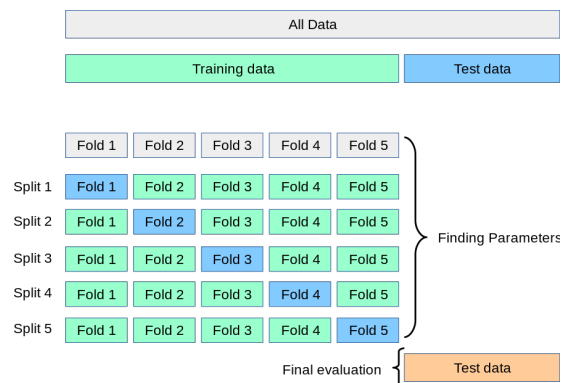 All Data
Training data Test data
Fold 1 Fold 2 Fold 3 Fold 4 Fold 5
Split 1 Fold 1 Fold 2 Fold 3 Fold 4 Fold 5
Split 2 Fold 1 Fold 2 Fold 3 Fold 4 Fold 5
Finding Parameters
Split 3 Fold 1 Fold 2 Fold 3 Fold 4 Fold 5
Split 4 Fold 1 Fold 2 Fold 3 Fold 4 Fold 5
Split 5 Fold 1 Fold 2 Fold 3 Fold 4 Fold 5
Final evaluation Test data